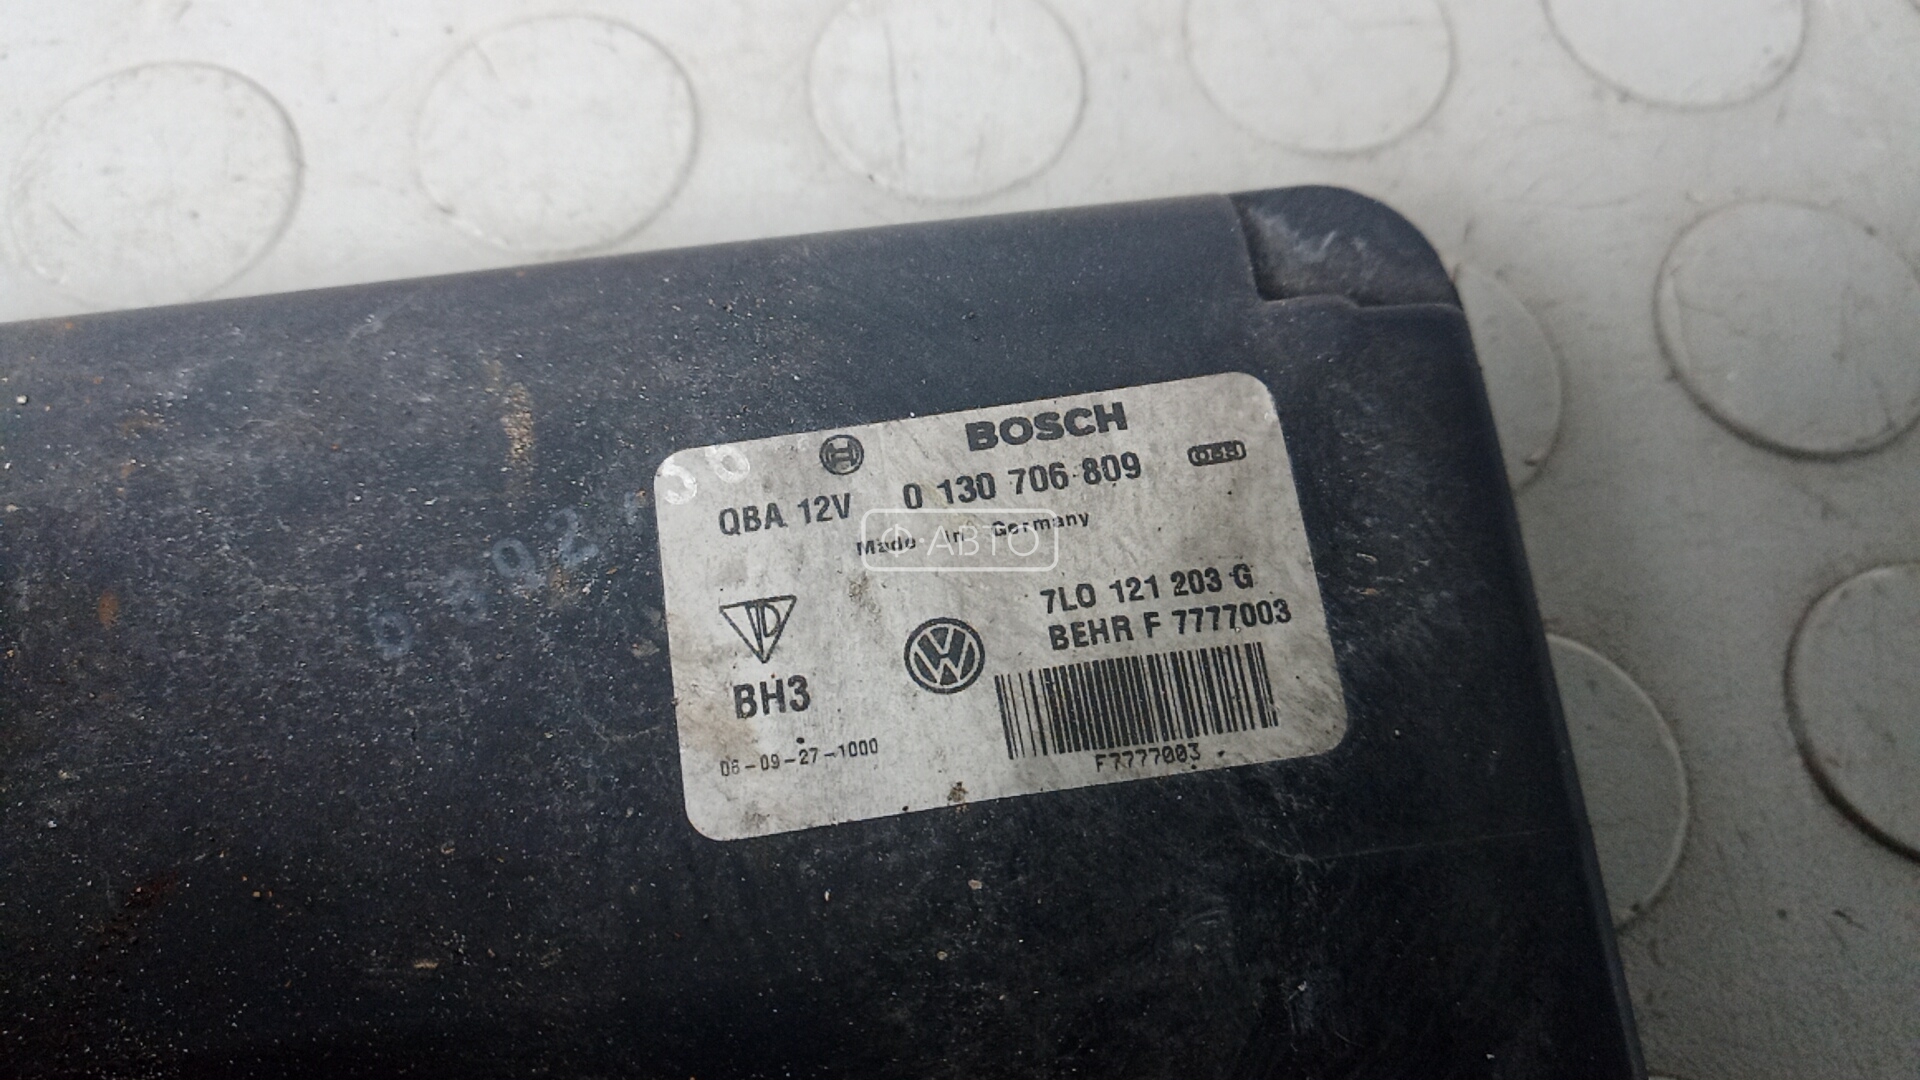 BOSCH
QBA 12V 0 130 706 809
Made in Germany
Ф АВТО
7L0 121 203 G
BEHR F 7777003
BH3
06-09-27-1000
F7777003